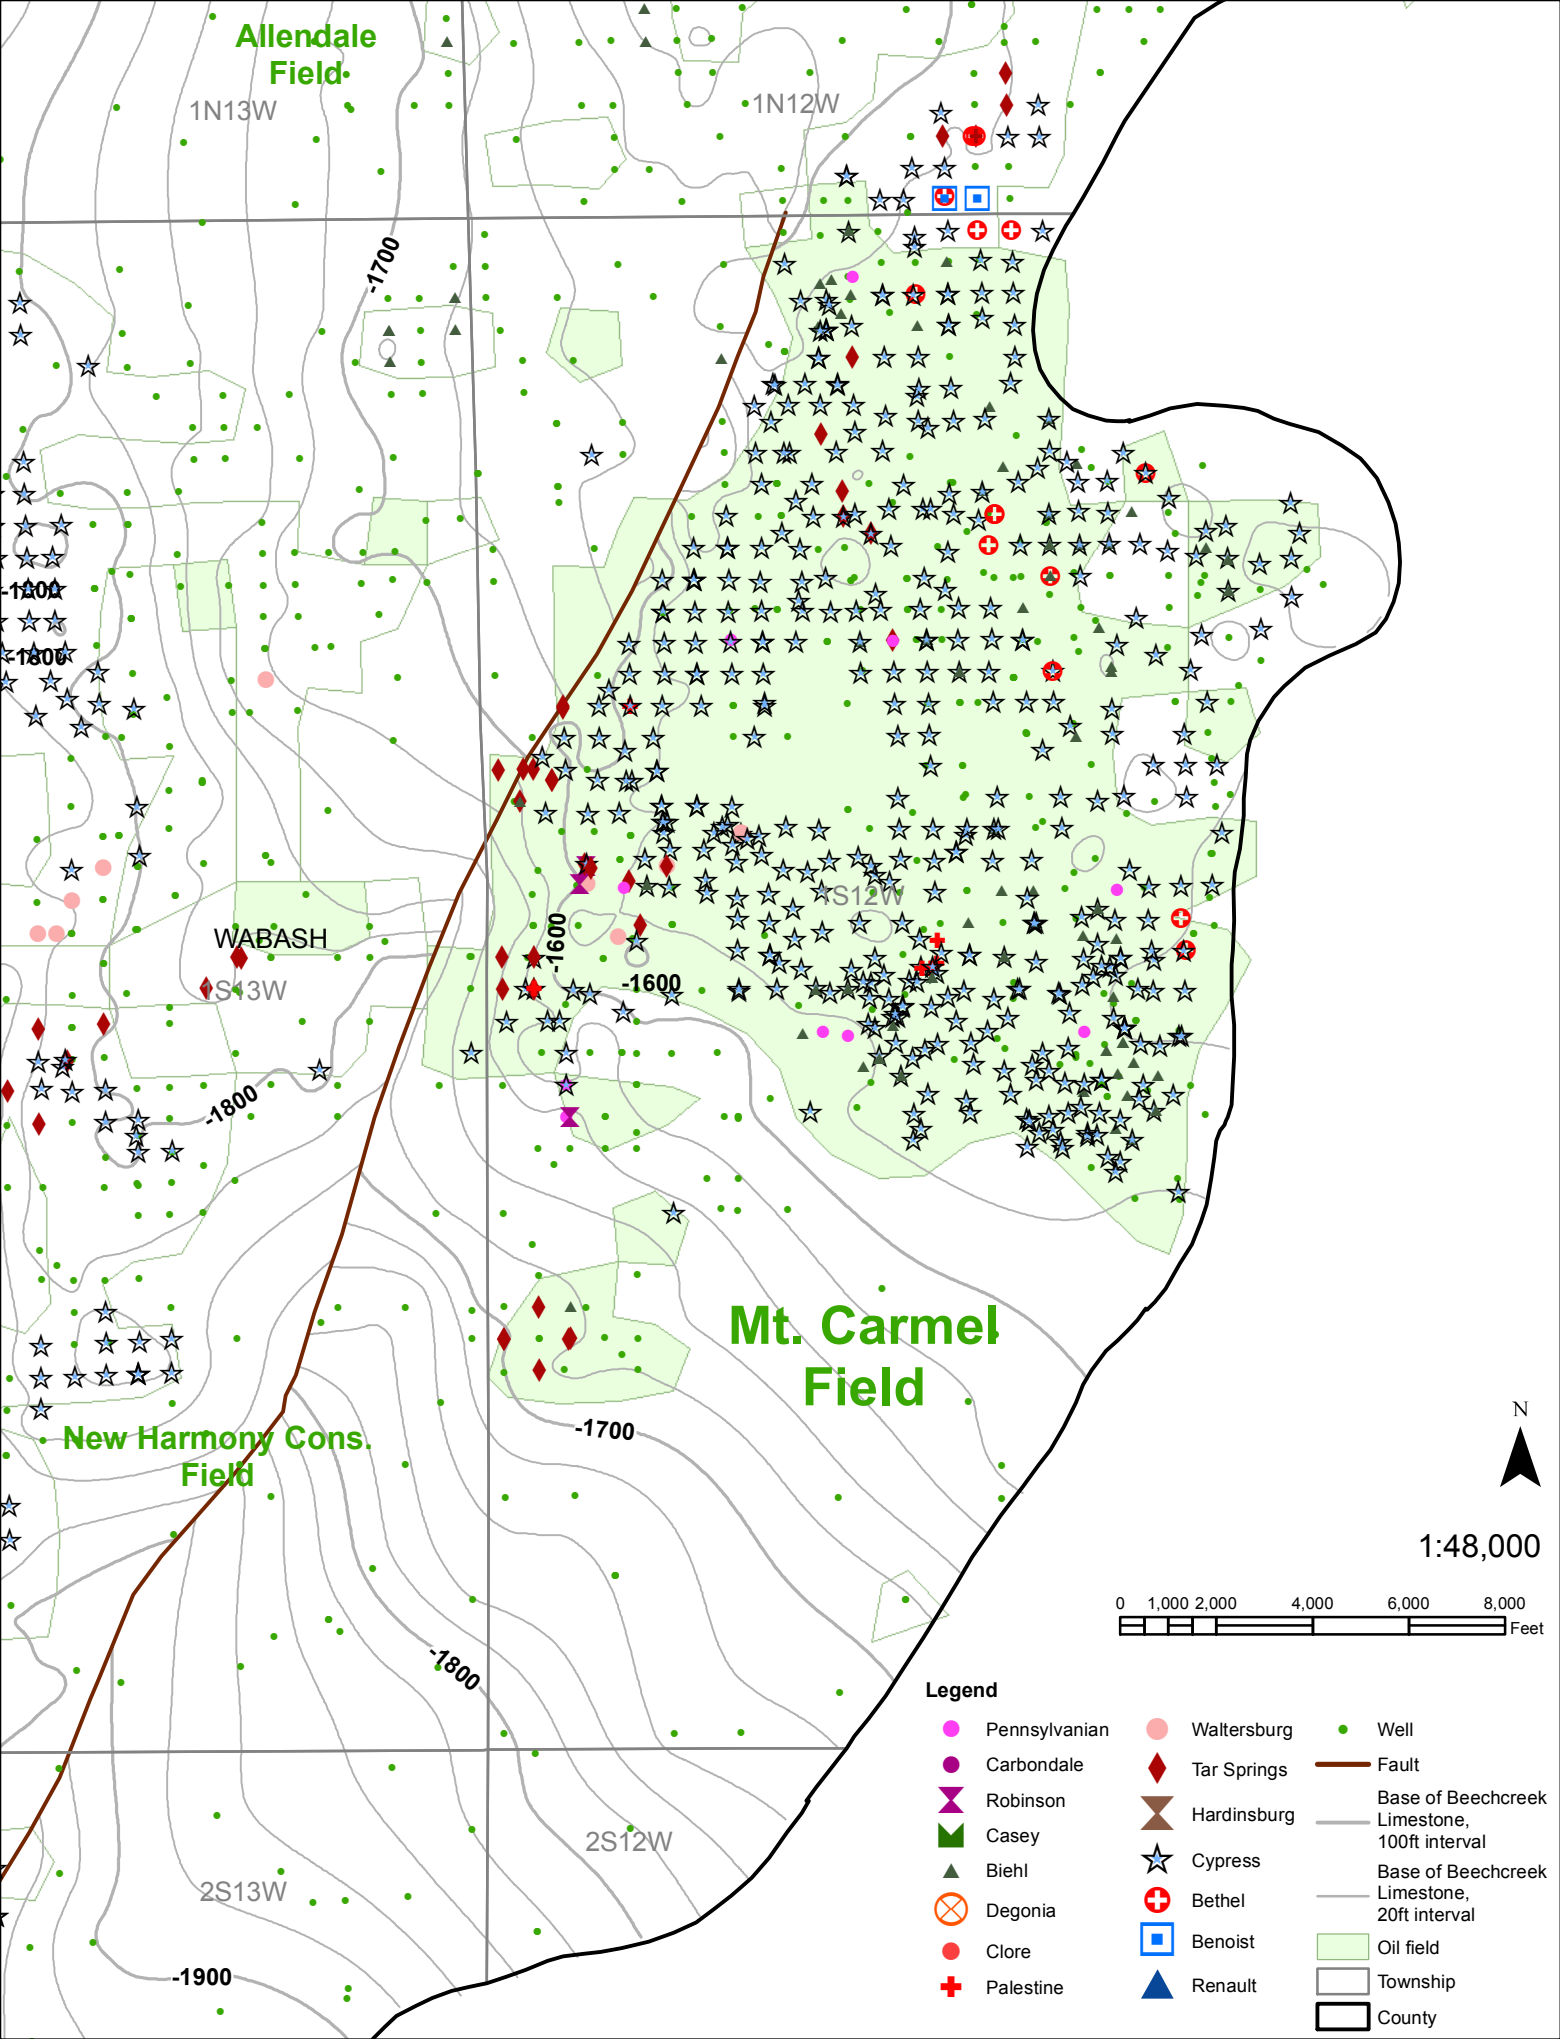 Allendale
Field
1N13W
1N12W
-1700
-1800
-1800
WABASH
1S13W
-1600
-1600
1S12W
-1800
Mt. Carmel
Field
-1700
New Harmony Cons.
Field
-1800
2S12W
2S13W
-1900
N
1:48,000
0 1,000 2,000 4,000 6,000 8,000
Feet
Legend
Pennsylvanian
Carbondale
Robinson
Casey
Biehl
Degonia
Clore
Palestine
Waltersburg
Tar Springs
Hardinsburg
Cypress
Bethel
Benoist
Renault
Well
Fault
Base of Beechcreek
Limestone,
100ft interval
Base of Beechcreek
Limestone,
20ft interval
Oil field
Township
County